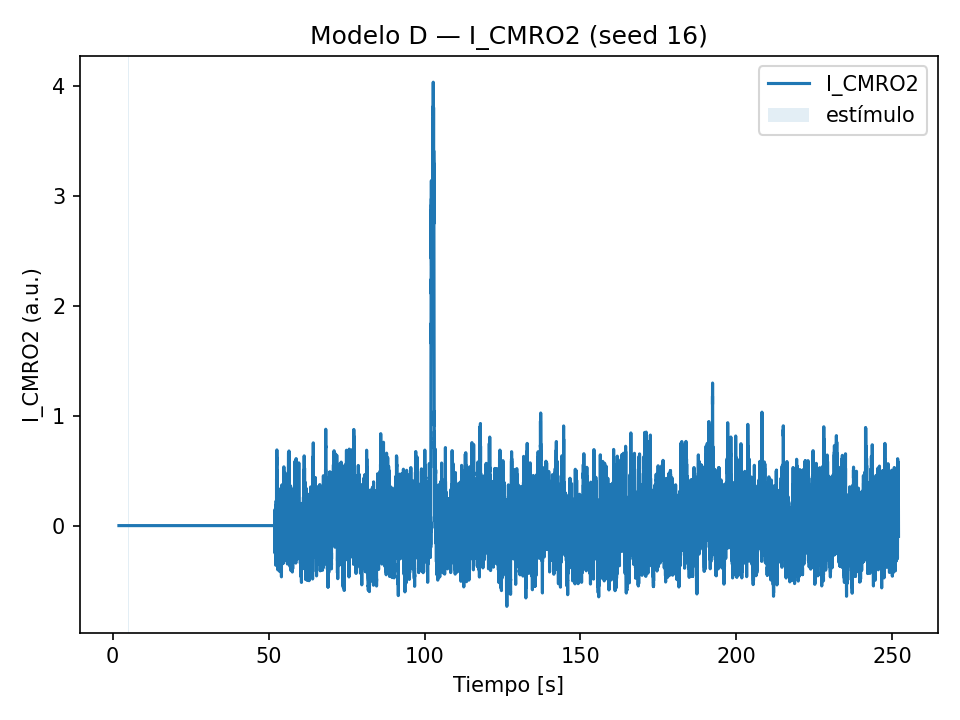 Modelo D — I_CMRO2 (seed 16)
I_CMRO2
estímulo
I_CMRO2 (a.u.)
4
3
2
1
0
0 50 100 150 200 250
Tiempo [s]